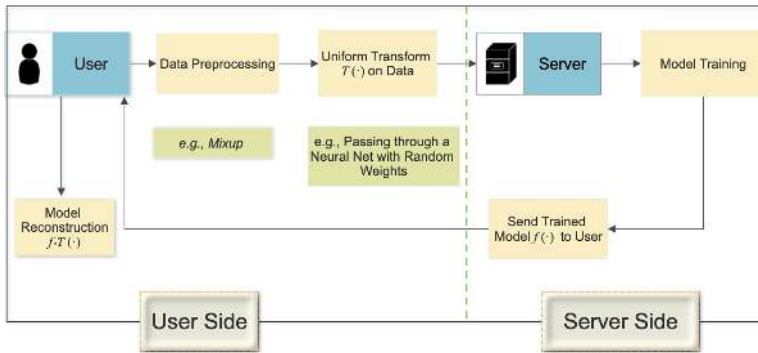 User
Data Preprocessing
Uniform Transform
T(·) on Data
Server
Model Training
e.g., Mixup
e.g., Passing through a
Neural Net with Random
Weights
Model
Reconstruction
f-T(·)
Send Trained
Model f(·) to User
User Side
Server Side